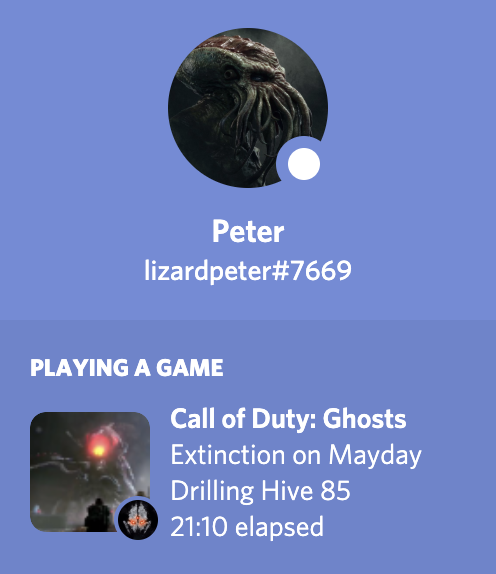 Peter
lizardpeter#7669
PLAYING A GAME
Call of Duty: Ghosts
Extinction on Mayday
Drilling Hive 85
21:10 elapsed